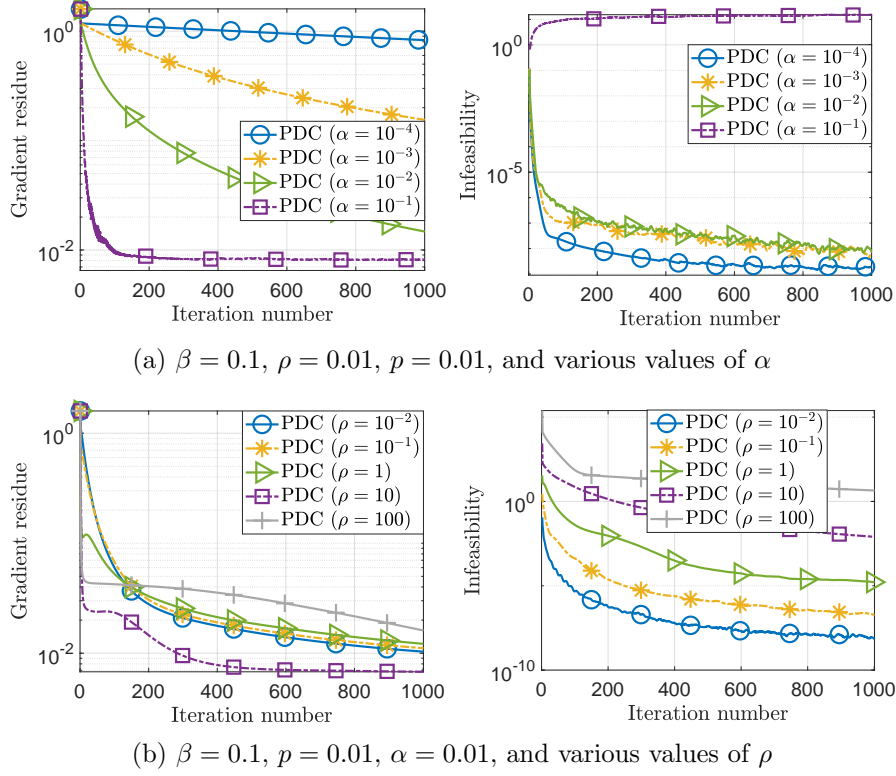 Gradient residue
10^0
10^{-2}
PDC (α = 10^{-4})
PDC (α = 10^{-3})
PDC (α = 10^{-2})
PDC (α = 10^{-1})
0 200 400 600 800 1000
Iteration number
Infeasibility
10^0
10^{-5}
PDC (α = 10^{-4})
PDC (α = 10^{-3})
PDC (α = 10^{-2})
PDC (α = 10^{-1})
0 200 400 600 800 1000
Iteration number
(a) β = 0.1, ρ = 0.01, p = 0.01, and various values of α
Gradient residue
10^0
10^{-2}
PDC (ρ = 10^{-2})
PDC (ρ = 10^{-1})
PDC (ρ = 1)
PDC (ρ = 10)
PDC (ρ = 100)
0 200 400 600 800 1000
Iteration number
Infeasibility
10^0
10^{-10}
PDC (ρ = 10^{-2})
PDC (ρ = 10^{-1})
PDC (ρ = 1)
PDC (ρ = 10)
PDC (ρ = 100)
0 200 400 600 800 1000
Iteration number
(b) β = 0.1, p = 0.01, α = 0.01, and various values of ρ